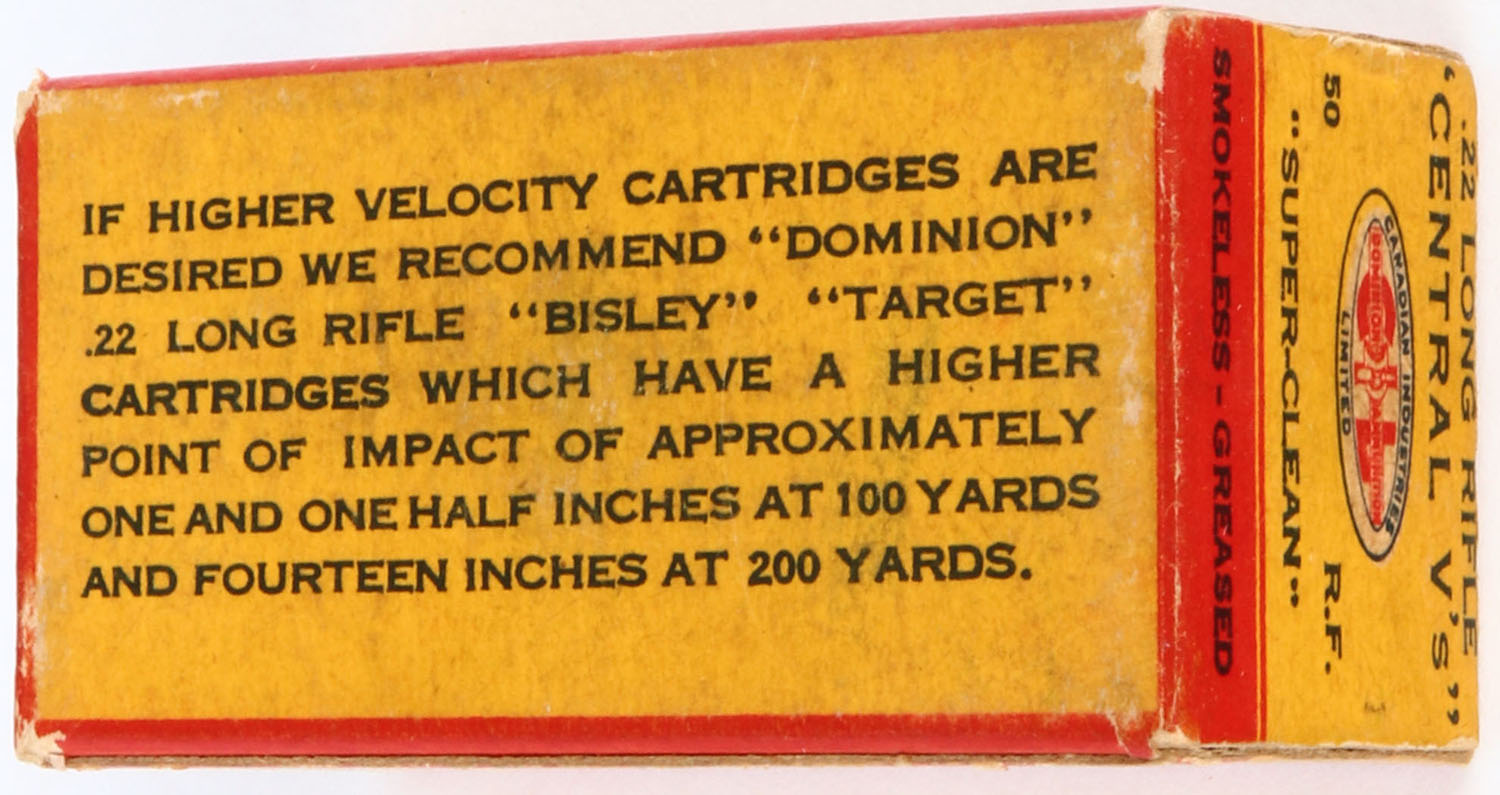 IF HIGHER VELOCITY CARTRIDGES ARE
DESIRED WE RECOMMEND “DOMINION”
.22 LONG RIFLE “BISLEY” “TARGET”
CARTRIDGES WHICH HAVE A HIGHER
POINT OF IMPACT OF APPROXIMATELY
ONE AND ONE HALF INCHES AT 100 YARDS
AND FOURTEEN INCHES AT 200 YARDS.
.22 LONG RIFLE
“CENTRAL V'S”
CANADIAN INDUSTRIES
DOMINION AMMUNITION
LIMITED
50 R.F.
“SUPER-CLEAN”
SMOKELESS - GREASED